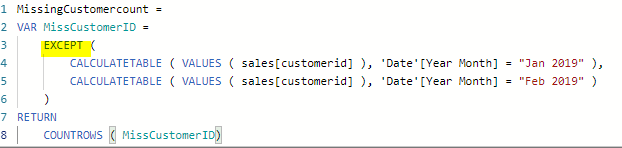 1 MissingCustomercount =
2 VAR MissCustomerID =
3 EXCEPT (
4 CALCULATETABLE ( VALUES ( sales[customerid] ), 'Date'[Year Month] = "Jan 2019" ),
5 CALCULATETABLE ( VALUES ( sales[customerid] ), 'Date'[Year Month] = "Feb 2019" )
6 )
7 RETURN
8 COUNTROWS ( MissCustomerID)